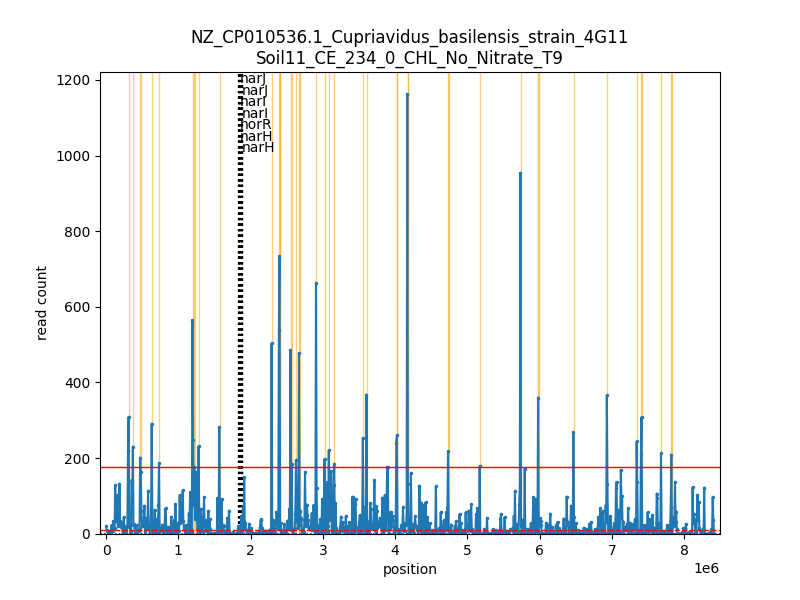 NZ_CP010536.1_Cupriavidus_basilensis_strain_4G11
Soil11_CE_234_0_CHL_No_Nitrate_T9
narJ
narJ
narI
narI
norR
narH
narH
1200
1000
800
600
400
200
0
read count
0 1 2 3 4 5 6 7 8
1e6
position